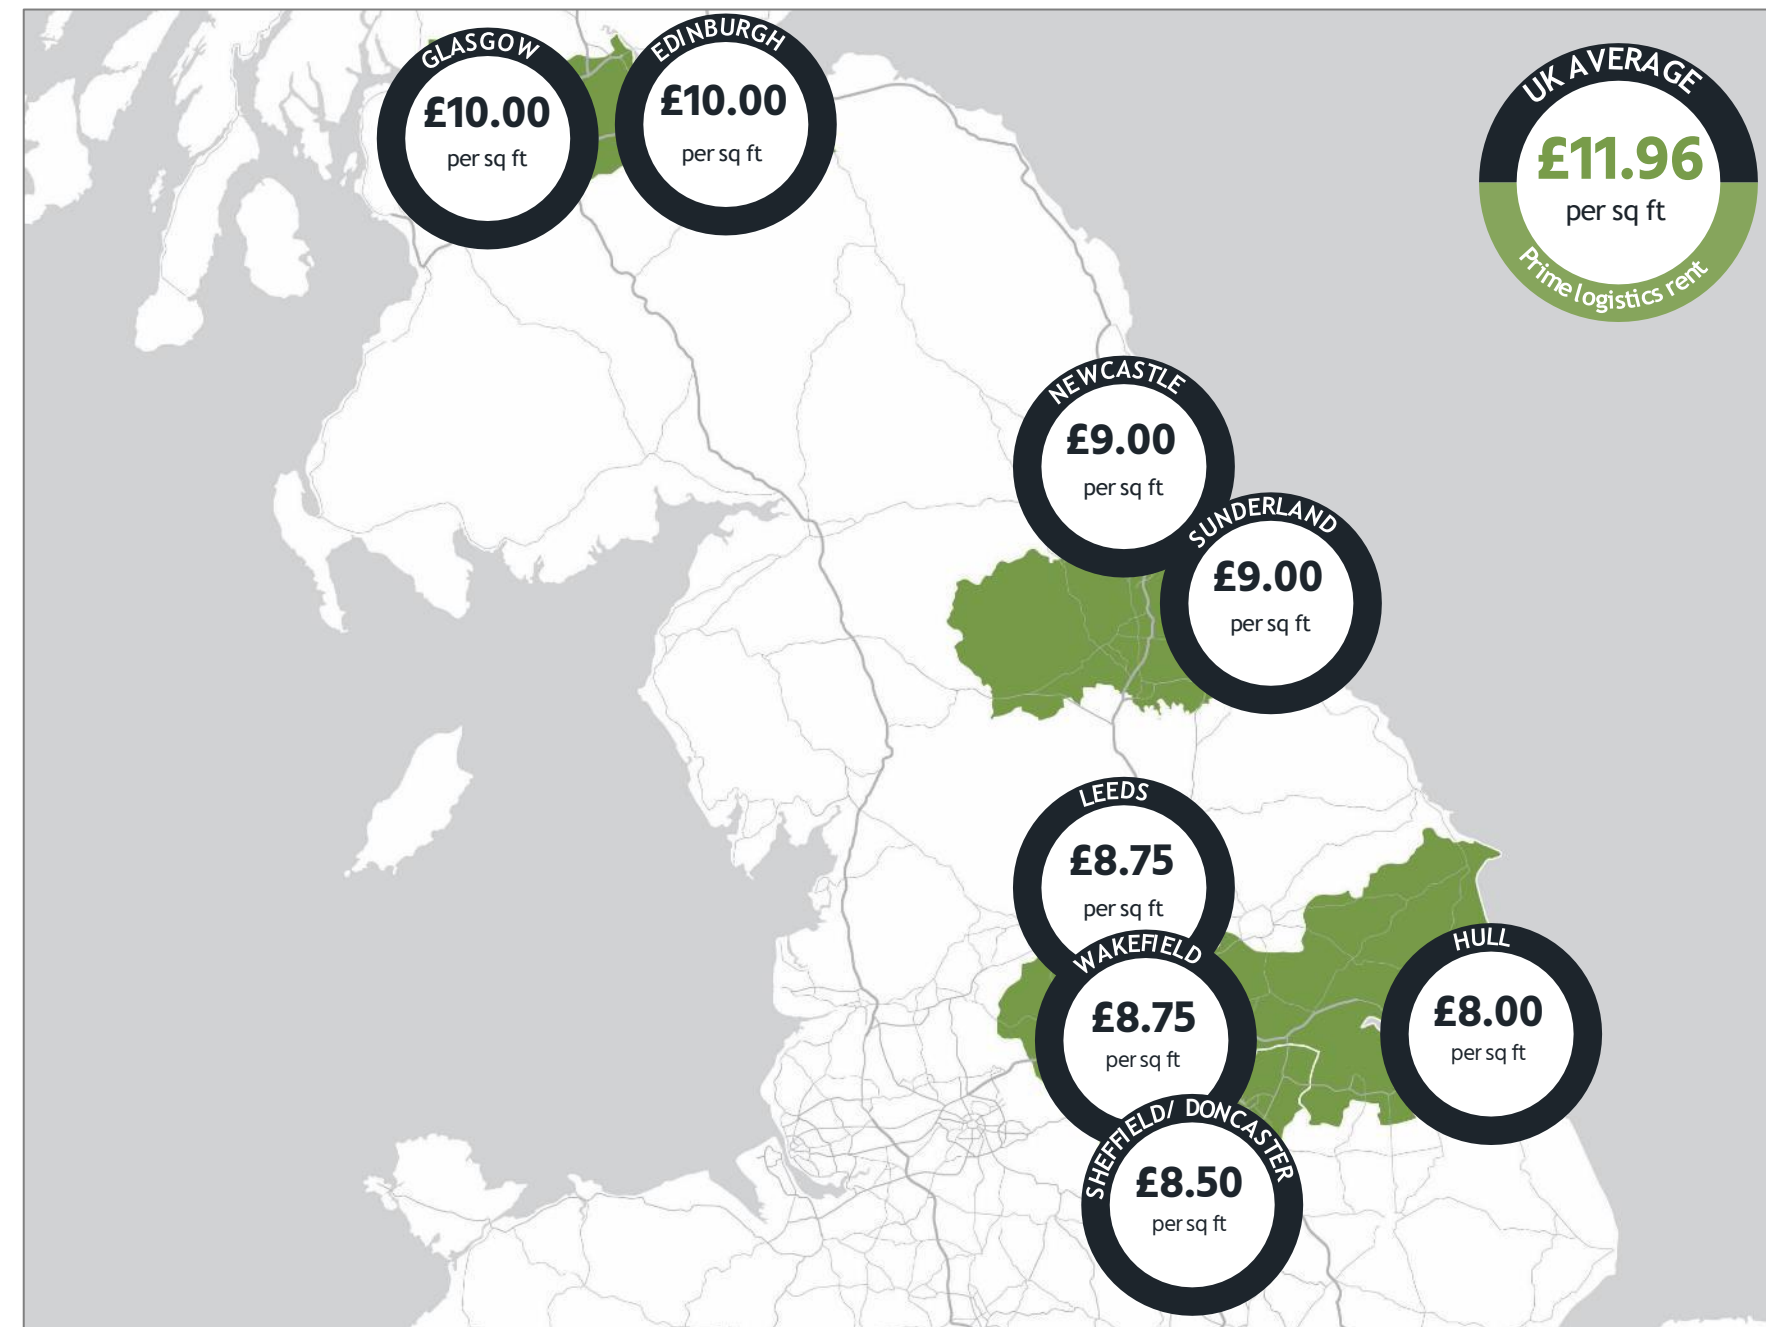 GLASGOW
£10.00
per sq ft
EDINBURGH
£10.00
per sq ft
UK AVERAGE
£11.96
per sq ft
Prime logistics rent
NEWCASTLE
£9.00
per sq ft
SUNDERLAND
£9.00
per sq ft
LEEDS
£8.75
per sq ft
WAKEFIELD
£8.75
per sq ft
HULL
£8.00
per sq ft
SHEFFIELD/ DONCASTER
£8.50
per sq ft